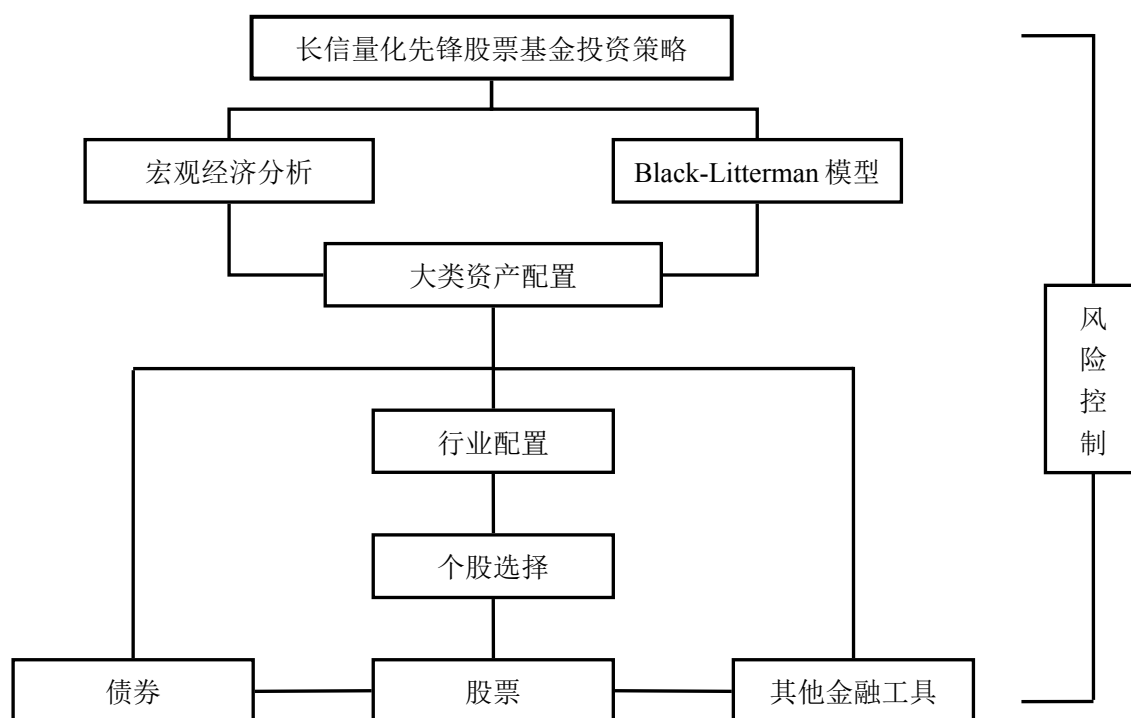 长信量化先锋股票基金投资策略
宏观经济分析
Black-Litterman 模型
大类资产配置
风
险
控
制
行业配置
个股选择
债券
股票
其他金融工具